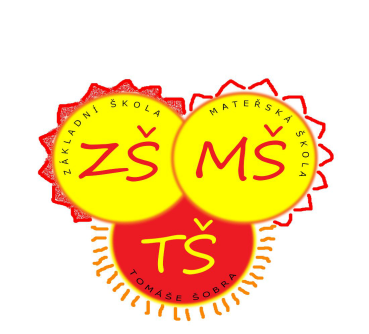 ZÁKLADNÍ ŠKOLA
ZŠ
MATEŘSKÁ ŠKOLA
MŠ
TŠ
TOMÁŠE ŠOBRA